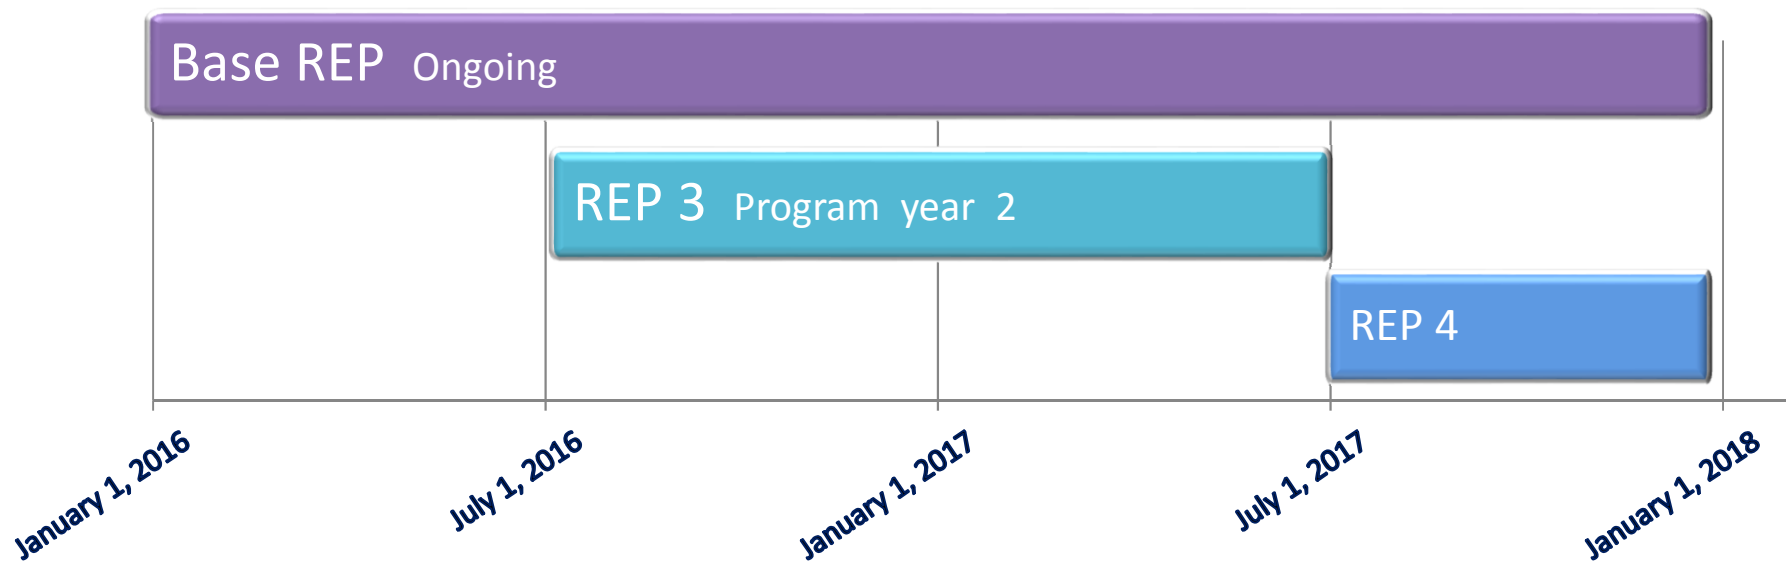 Base REP Ongoing
REP 3 Program year 2
REP 4
January 1, 2016
July 1, 2016
January 1, 2017
July 1, 2017
January 1, 2018